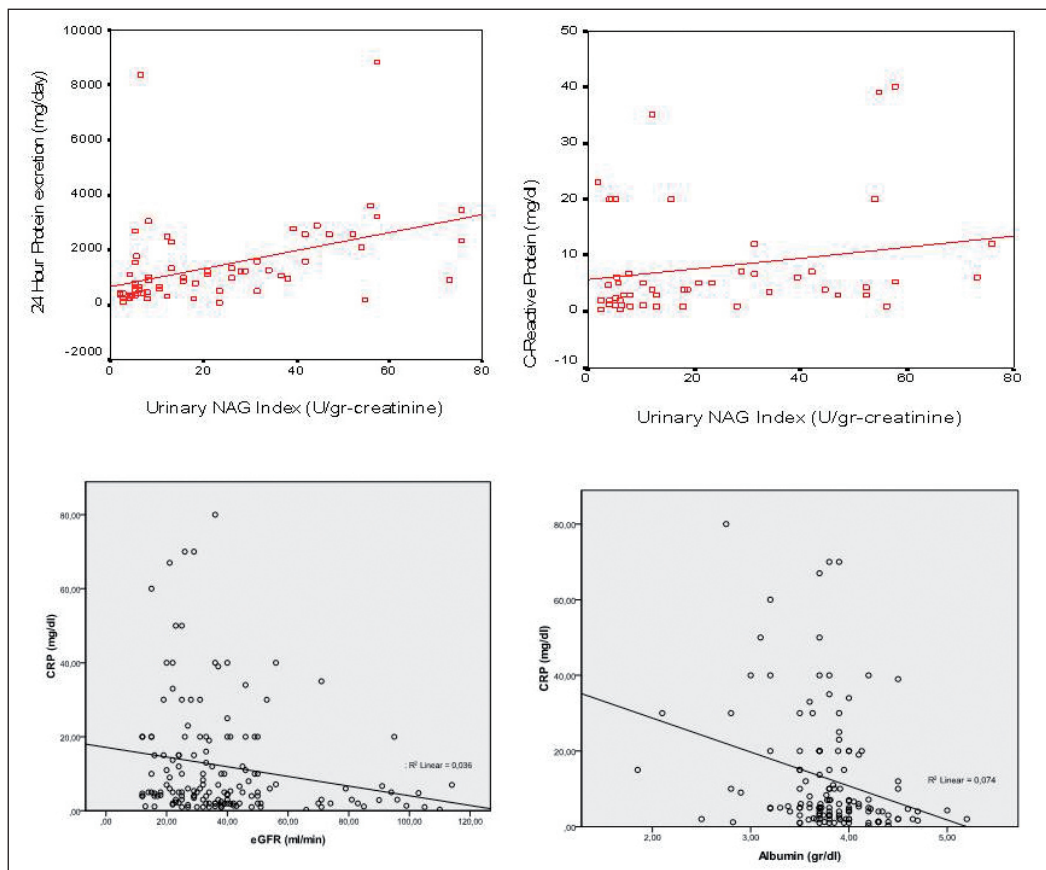 10000
8000
6000
4000
2000
0
-2000
24 Hour Protein excretion (mg/day)
0 20 40 60 80
Urinary NAG Index (U/gr-creatinine)
50
40
30
20
10
0
-10
C-Reactive Protein (mg/dl)
0 20 40 60 80
Urinary NAG Index (U/gr-creatinine)
80,00
60,00
40,00
20,00
,00
CRP (mg/dl)
: R² Linear = 0,036
,00 20,00 40,00 60,00 80,00 100,00 120,00
eGFR (ml/min)
80,00
60,00
40,00
20,00
,00
CRP (mg/dl)
R² Linear = 0,074
2,00 3,00 4,00 5,00
Albumin (gr/dl)